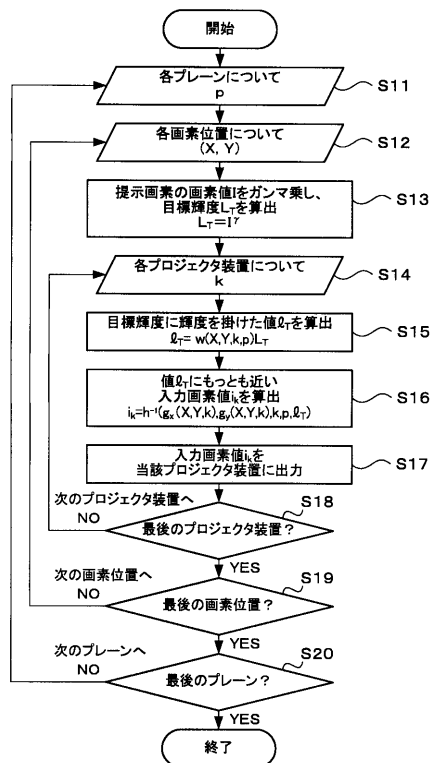 開始
各プレーンについて
p
S11
各画素位置について
(X, Y)
S12
提示画素の画素値Iをガンマ乗し、
目標輝度LTを算出
LT=Iγ
S13
各プロジェクタ装置について
k
S14
目標輝度に輝度を掛けた値ℓTを算出
ℓT= w(X,Y,k,p)LT
S15
値ℓTにもっとも近い
入力画素値ikを算出
ik=h-1(gx(X,Y,k),gy(X,Y,k),k,p,ℓT)
S16
入力画素値ikを
当該プロジェクタ装置に出力
S17
次のプロジェクタ装置へ
NO
最後のプロジェクタ装置?
S18
YES
次の画素位置へ
NO
最後の画素位置?
S19
YES
次のプレーンへ
NO
最後のプレーン?
S20
YES
終了